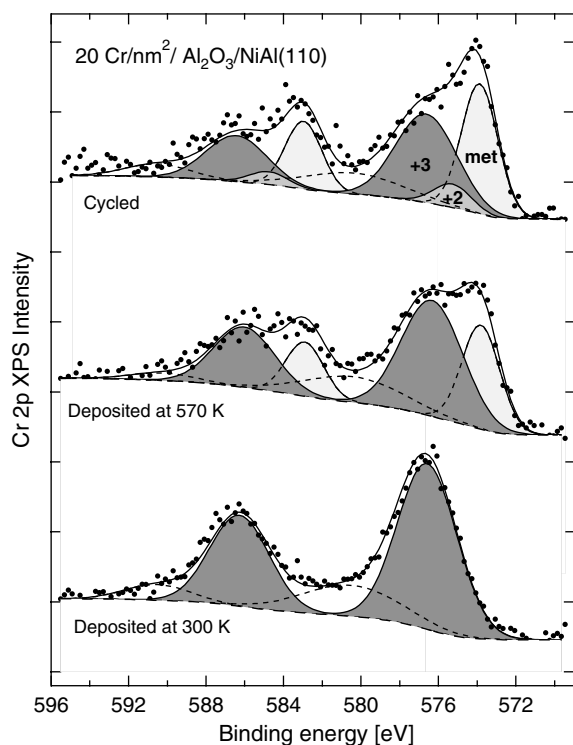 20 Cr/nm²/ Al₂O₃/NiAl(110)
met
+3
+2
Cycled
Deposited at 570 K
Deposited at 300 K
Cr 2p XPS Intensity
596 592 588 584 580 576 572
Binding energy [eV]